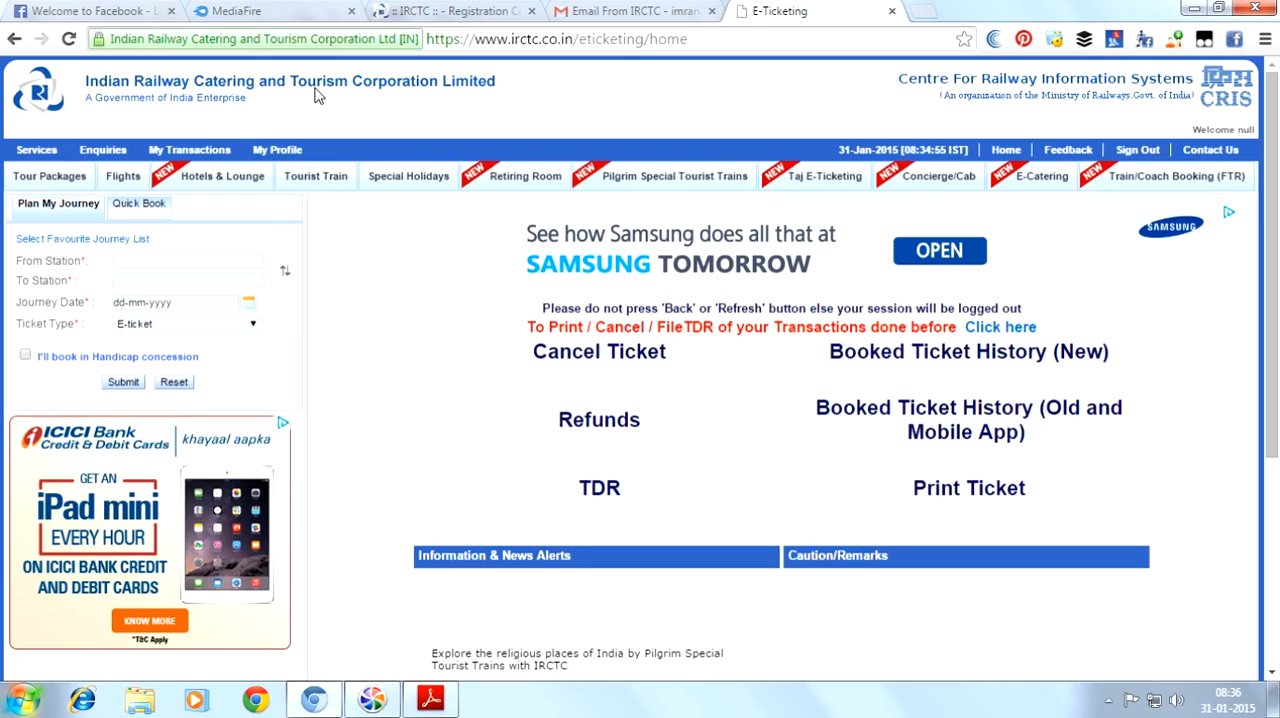 Welcome to Facebook - L
MediaFire
:: IRCTC :: - Registration C
Email From IRCTC - imran
E-Ticketing
Indian Railway Catering and Tourism Corporation Ltd [IN]
https://www.irctc.co.in/eticketing/home
Indian Railway Catering and Tourism Corporation Limited
A Government of India Enterprise
Centre For Railway Information Systems
(An organization of the Ministry of Railways,Govt. of India)
CRIS
Welcome null
Services Enquiries My Transactions My Profile
31-Jan-2015 [08:34:55 IST] Home Feedback Sign Out Contact Us
Tour Packages Flights NEW Hotels & Lounge Tourist Train Special Holidays NEW Retiring Room NEW Pilgrim Special Tourist Trains NEW Taj E-Ticketing NEW Concierge/Cab NEW E-Catering NEW Train/Coach Booking (FTR)
Plan My Journey Quick Book
Select Favourite Journey List
From Station* :
To Station* :
Journey Date* : dd-mm-yyyy
Ticket Type* : E-ticket
I'll book in Handicap concession
Submit Reset
ICICI Bank
Credit & Debit Cards
khayaal aapka
GET AN
iPad mini
EVERY HOUR
ON ICICI BANK CREDIT
AND DEBIT CARDS
KNOW MORE
*T&C Apply
See how Samsung does all that at
SAMSUNG TOMORROW
OPEN
SAMSUNG
Please do not press 'Back' or 'Refresh' button else your session will be logged out
To Print / Cancel / FileTDR of your Transactions done before Click here
Cancel Ticket
Booked Ticket History (New)
Refunds
Booked Ticket History (Old and
Mobile App)
TDR
Print Ticket
Information & News Alerts
Caution/Remarks
Explore the religious places of India by Pilgrim Special
Tourist Trains with IRCTC
08:36
31-01-2015